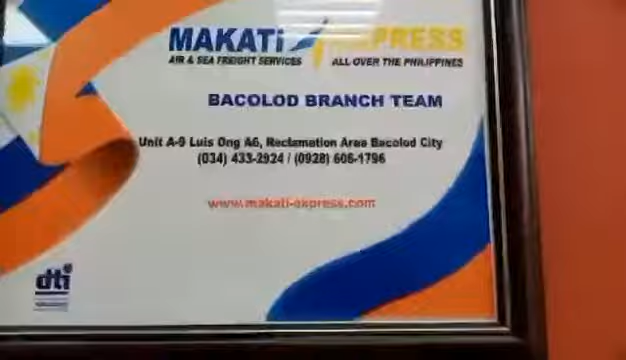 MAKATI EXPRESS
AIR & SEA FREIGHT SERVICES ALL OVER THE PHILIPPINES
BACOLOD BRANCH TEAM
Unit A-9 Luis Ong A6, Reclamation Area Bacolod City
(034) 433-2924 / (0928) 606-1796
www.makati-express.com
dti